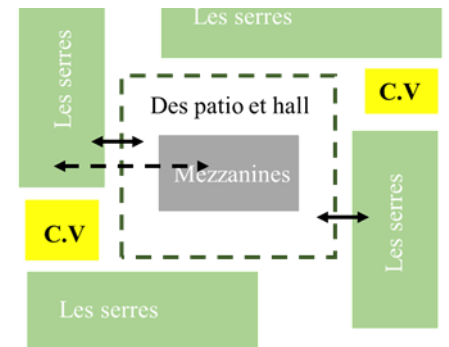 Les serres
Les serres
C.V
Des patio et hall
Mezzanines
C.V
Les serres
Les serres